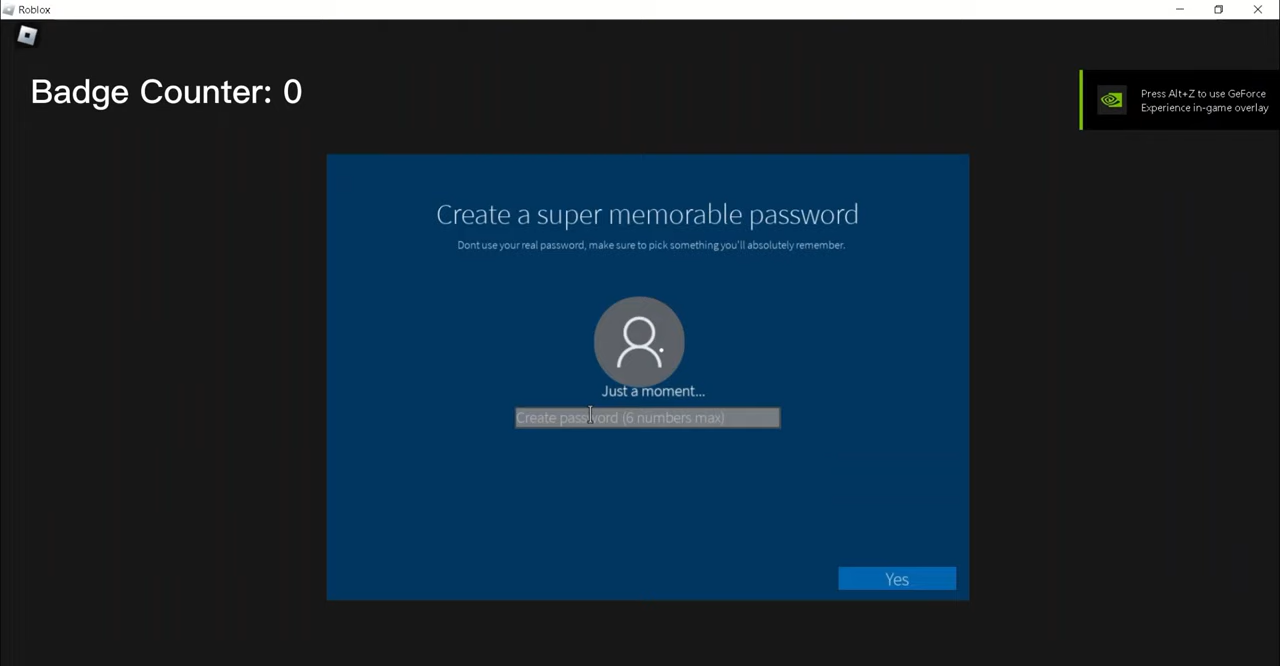 Roblox
Badge Counter: 0
Press Alt+Z to use GeForce
Experience in-game overlay
Create a super memorable password
Dont use your real password, make sure to pick something you'll absolutely remember.
Just a moment...
Create password (6 numbers max)
Yes